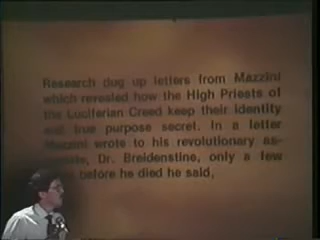 Research dug up letters from Mazzini
which revealed how the High Priests of
the Luciferian Creed keep their identity
and true purpose secret. In a letter
Mazzini wrote to his revolutionary as-
Dr. Breidenstine, only a few
before he died he said,